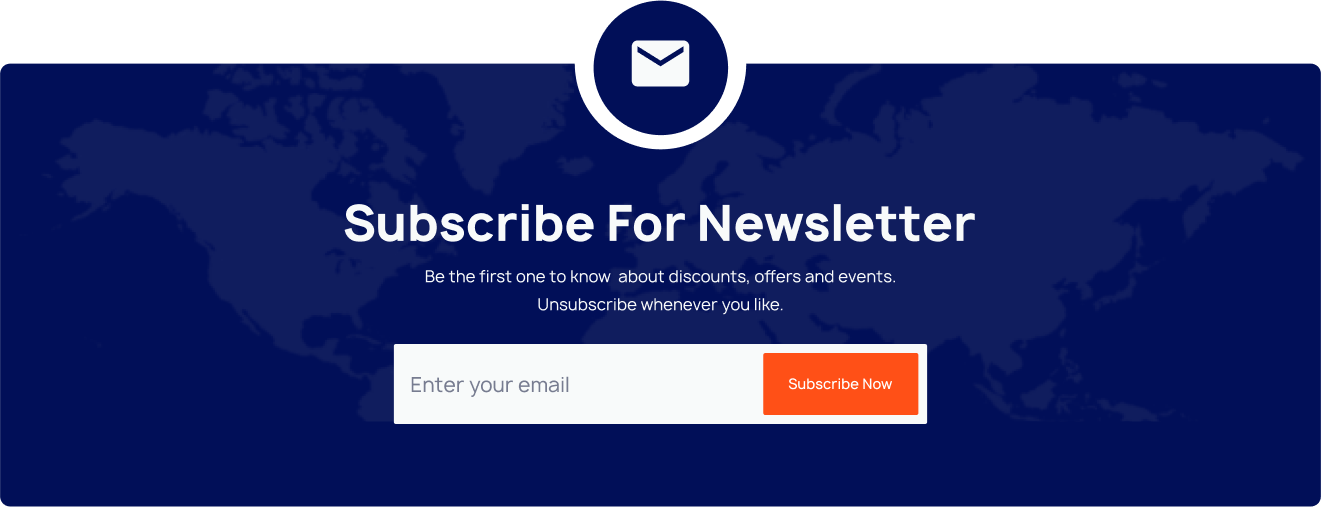 Subscribe For Newsletter
Be the first one to know  about discounts, offers and events.
Unsubscribe whenever you like.
Enter your email
Subscribe Now